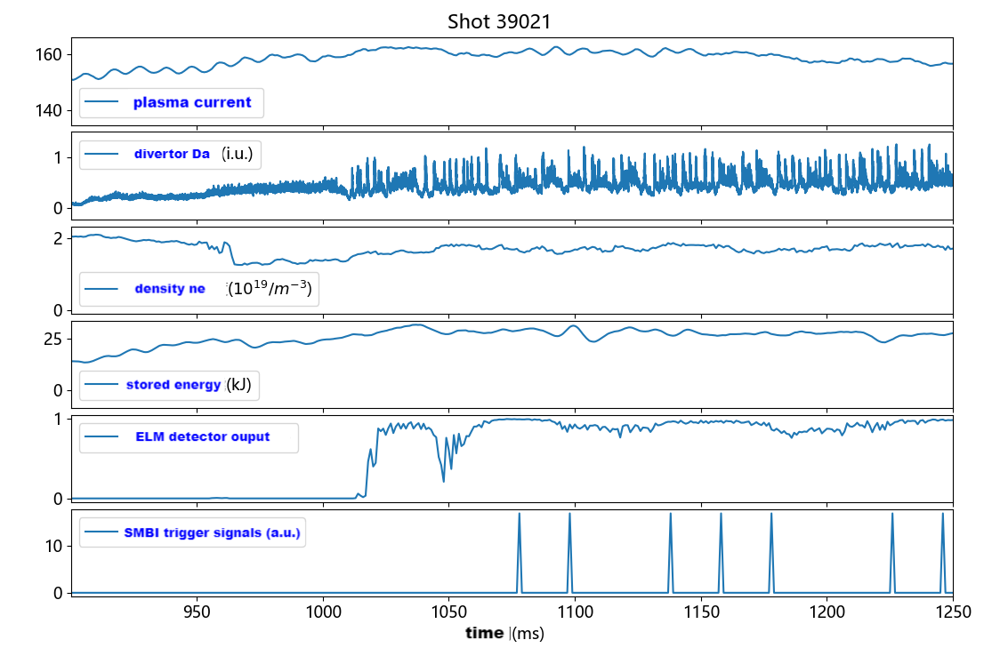 Shot 39021
160
140
plasma current
1
0
divertor Da (i.u.)
2
0
density ne (10^19/m^−3)
25
0
stored energy (kJ)
1
0
ELM detector ouput
10
0
SMBI trigger signals (a.u.)
950 1000 1050 1100 1150 1200 1250
time (ms)